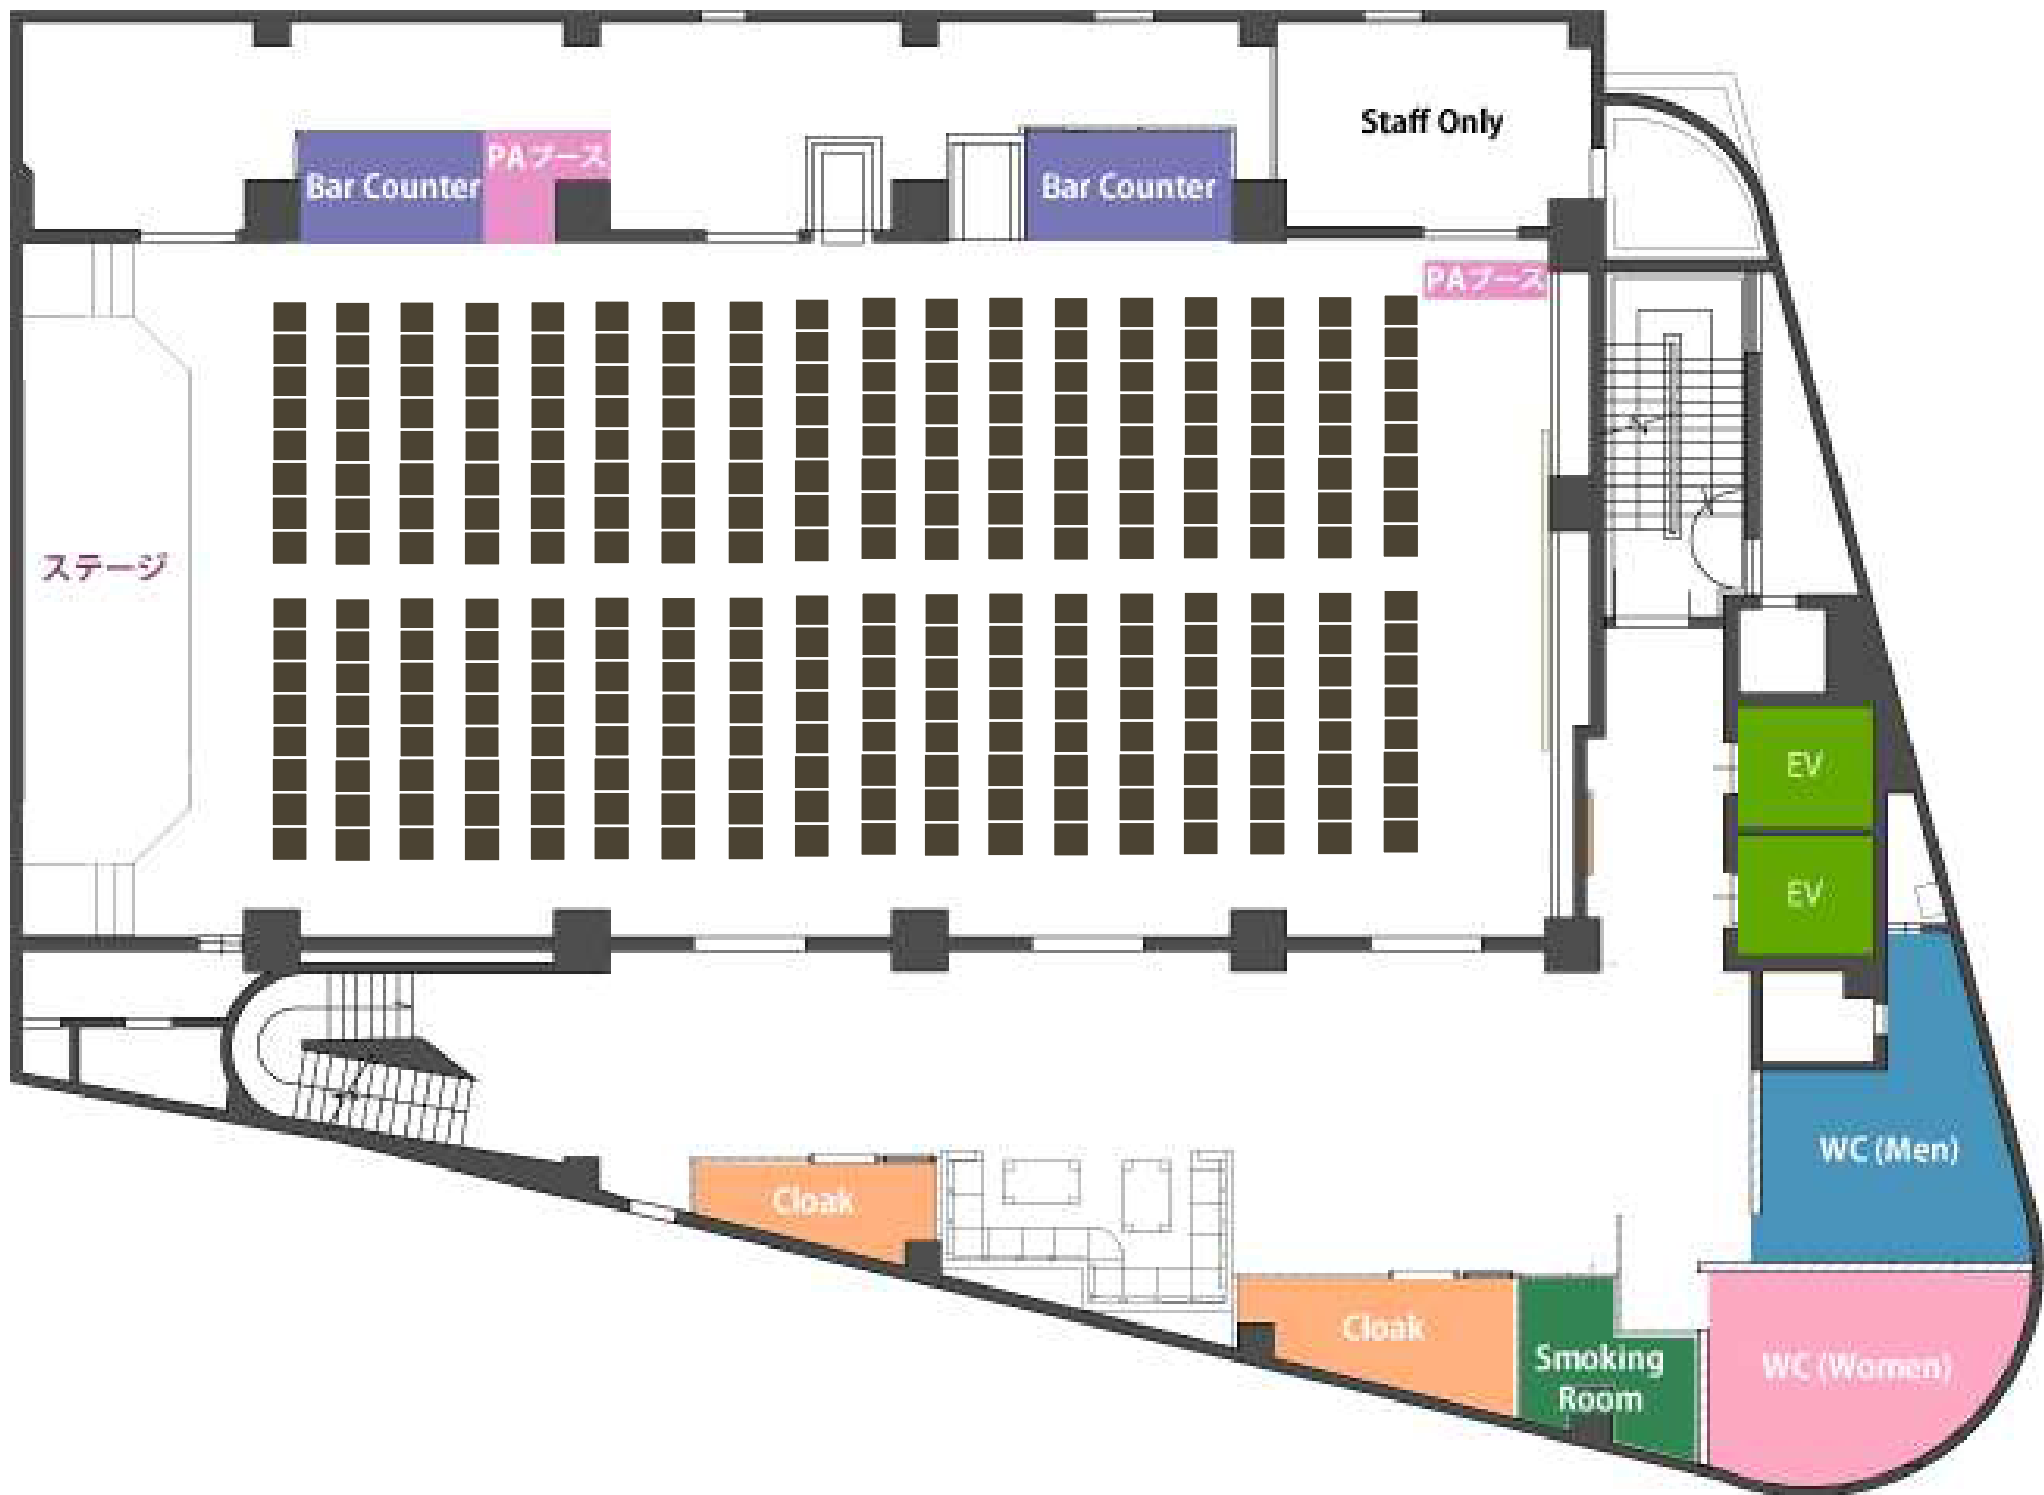 Staff Only
PAブース
Bar Counter
Bar Counter
PAブース
ステージ
EV
EV
WC (Men)
Cloak
Cloak
Smoking
Room
WC (Women)